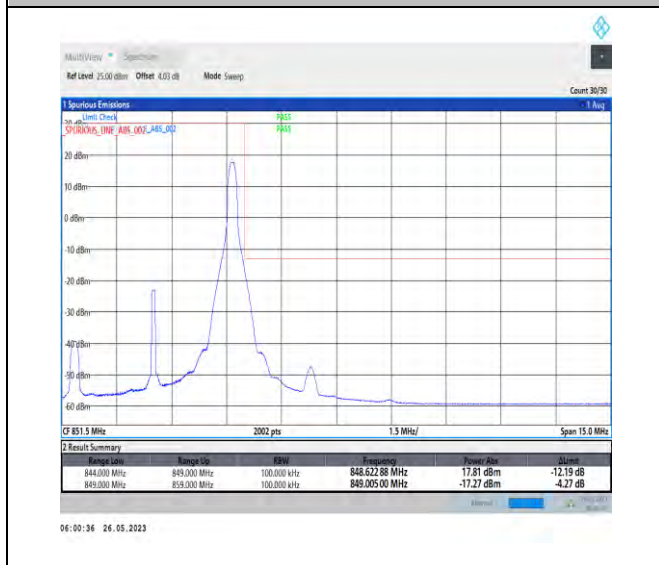 MultiView Spectrum
Ref Level 25.00 dBm Offset 4.03 dB Mode Sweep
Count 30/30
1 Spurious Emissions 1 Avg
Limit Check PASS
_SPURIOUS_LINE_ABS_002 _ABS_002 PASS
20 dBm
10 dBm
0 dBm
-10 dBm
-20 dBm
-30 dBm
-40 dBm
-50 dBm
-60 dBm
CF 851.5 MHz 2002 pts 1.5 MHz/ Span 15.0 MHz
2 Result Summary
Range Low Range Up RBW Frequency Power Abs ΔLimit
844.000 MHz 849.000 MHz 100.000 kHz 848.62288 MHz 17.81 dBm -12.19 dB
849.000 MHz 859.000 MHz 100.000 kHz 849.00500 MHz -17.27 dBm -4.27 dB
06:00:36 26.05.2023